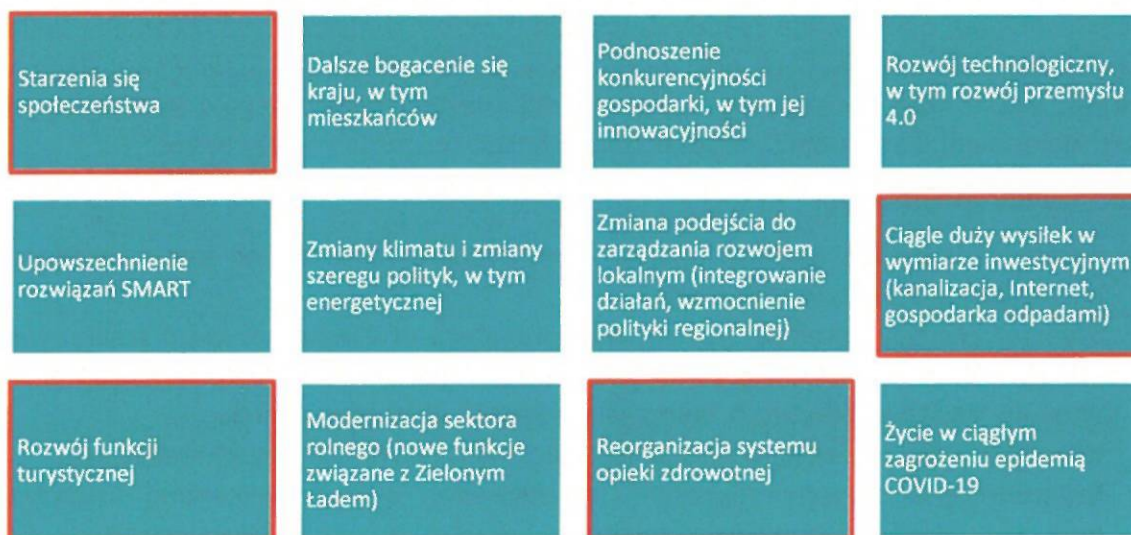 Starzenia się
społeczeństwa
Dalsze bogacenie się
kraju, w tym
mieszkańców
Podnoszenie
konkurencyjności
gospodarki, w tym jej
innowacyjności
Rozwój technologiczny,
w tym rozwój przemysłu
4.0
Upowszechnienie
rozwiązań SMART
Zmiany klimatu i zmiany
szeregu polityk, w tym
energetycznej
Zmiana podejścia do
zarządzania rozwojem
lokalnym (integrowanie
działań, wzmocnienie
polityki regionalnej)
Ciągle duży wysiłek w
wymiarze inwestycyjnym
(kanalizacja, Internet,
gospodarka odpadami)
Rozwój funkcji
turystycznej
Modernizacja sektora
rolnego (nowe funkcje
związane z Zielonym
Ładem)
Reorganizacja systemu
opieki zdrowotnej
Życie w ciągłym
zagrożeniu epidemią
COVID-19